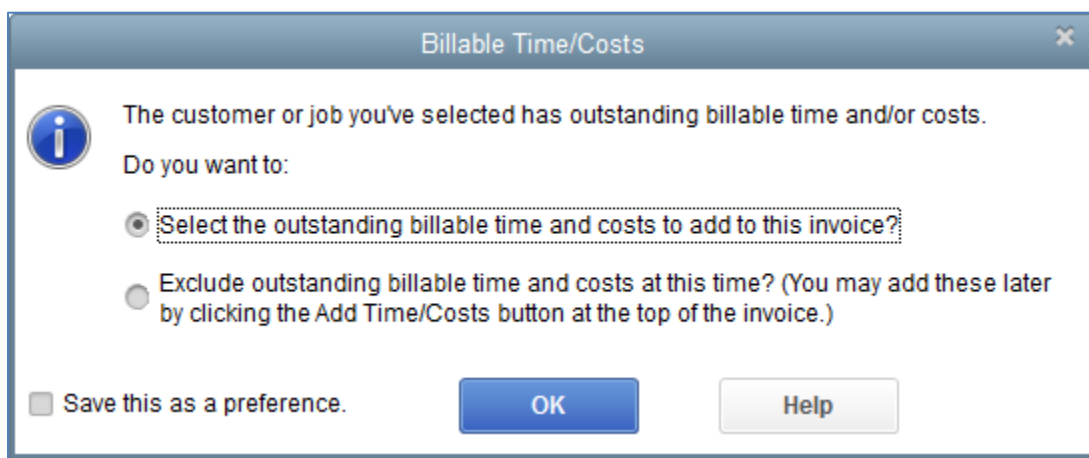 Billable Time/Costs
The customer or job you've selected has outstanding billable time and/or costs.
Do you want to:
Select the outstanding billable time and costs to add to this invoice?
Exclude outstanding billable time and costs at this time? (You may add these later
by clicking the Add Time/Costs button at the top of the invoice.)
Save this as a preference.
OK
Help